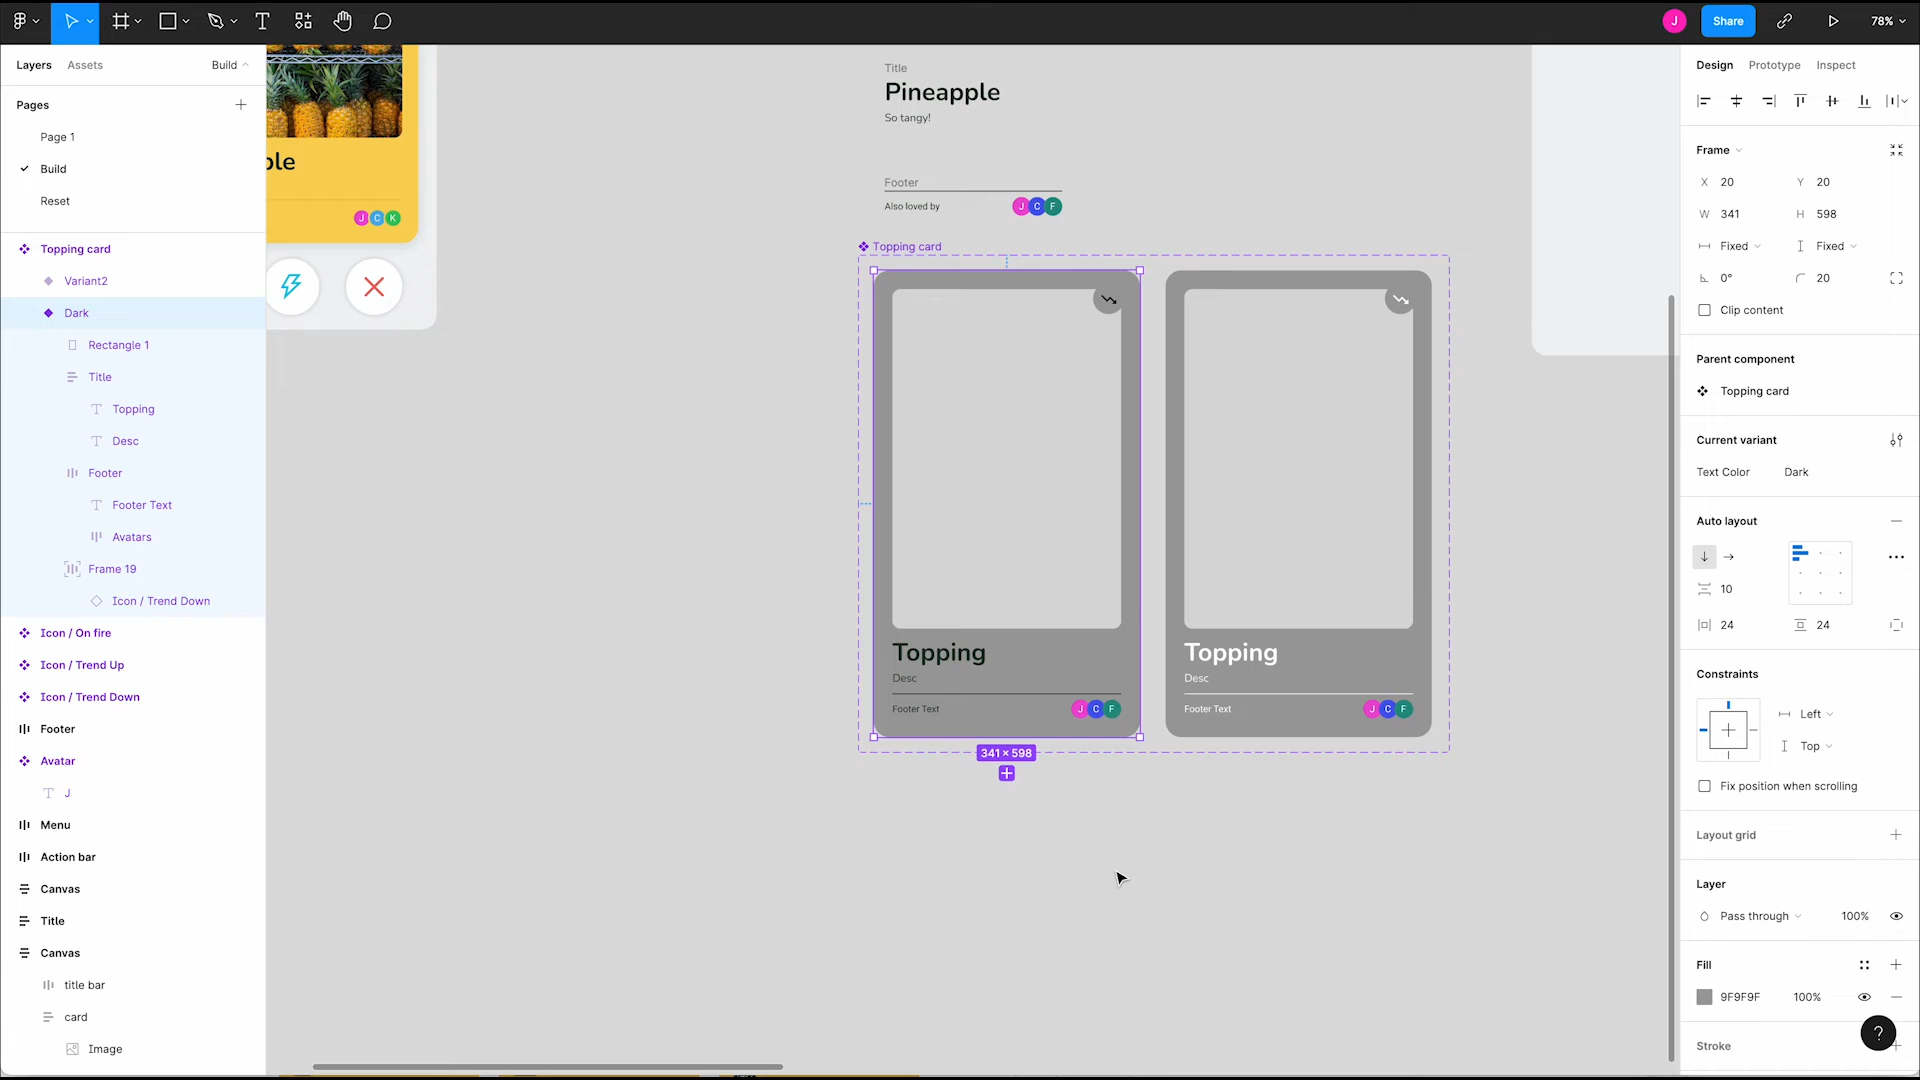 J
Share
78%
Layers
Assets
Build
Pages
Page 1
Build
Reset
Topping card
Variant2
Dark
Rectangle 1
Title
Topping
Desc
Footer
Footer Text
Avatars
Frame 19
Icon / Trend Down
Icon / On fire
Icon / Trend Up
Icon / Trend Down
Footer
Avatar
J
Menu
Action bar
Canvas
Title
Canvas
title bar
card
Image
ple
J C K
Title
Pineapple
So tangy!
Footer
Also loved by
J C F
Topping card
Topping
Desc
Footer Text
J C F
341 × 598
Topping
Desc
Footer Text
J C F
Design
Prototype
Inspect
Frame
X 20
Y 20
W 341
H 598
Fixed
Fixed
0°
20
Clip content
Parent component
Topping card
Current variant
Text Color
Dark
Auto layout
10
24
24
Constraints
Left
Top
Fix position when scrolling
Layout grid
Layer
Pass through
100%
Fill
9F9F9F
100%
Stroke
?